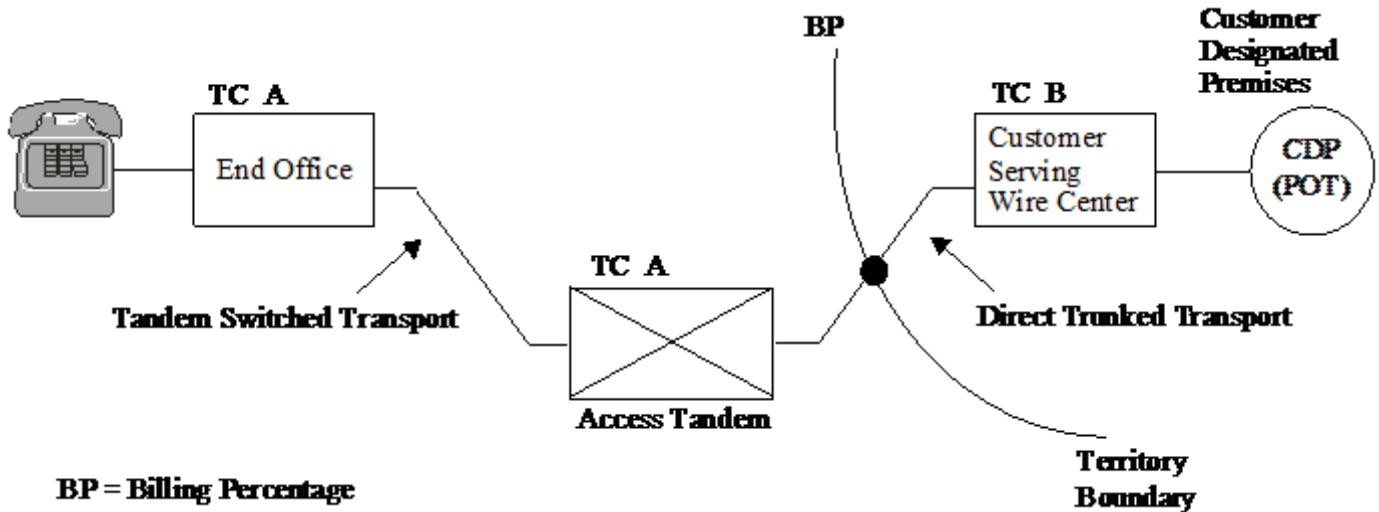 BP
Customer
Designated
Premises
TC A
TC B
End Office
Customer
Serving
Wire Center
CDP
(POT)
TC A
Tandem Switched Transport
Direct Trunked Transport
Access Tandem
Territory
Boundary
BP = Billing Percentage